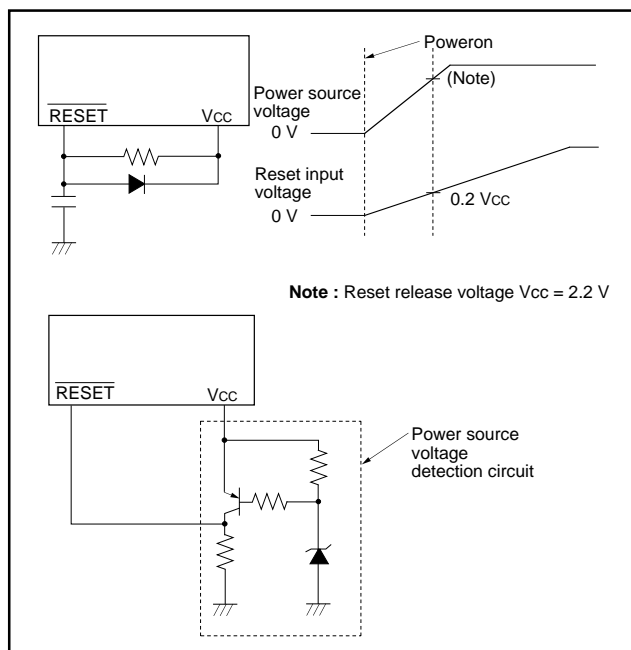 Poweron
(Note)
Power source
voltage
0 V
RESET
VCC
Reset input
voltage
0 V
0.2 VCC
Note : Reset release voltage Vcc = 2.2 V
RESET
VCC
Power source
voltage
detection circuit